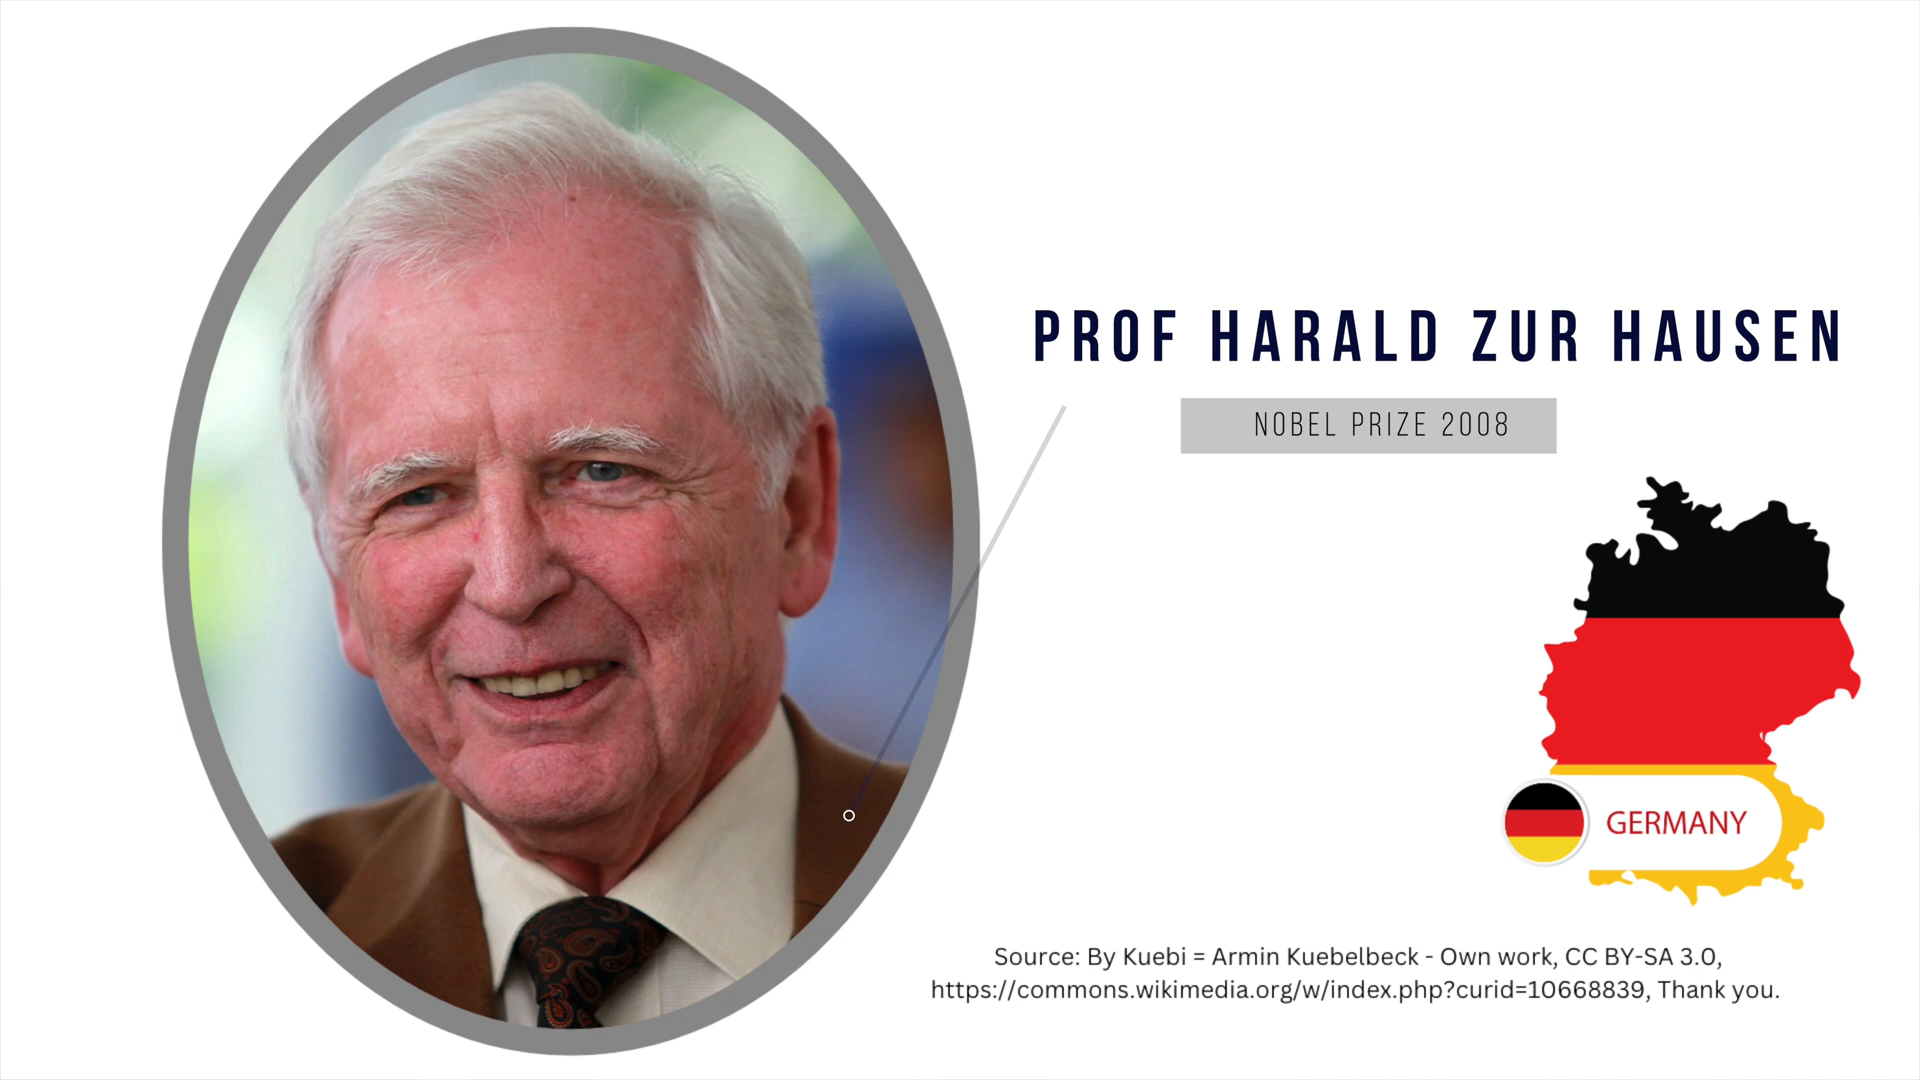 PROF HARALD ZUR HAUSEN
NOBEL PRIZE 2008
GERMANY
Source: By Kuebi = Armin Kuebelbeck - Own work, CC BY-SA 3.0,
https://commons.wikimedia.org/w/index.php?curid=10668839, Thank you.